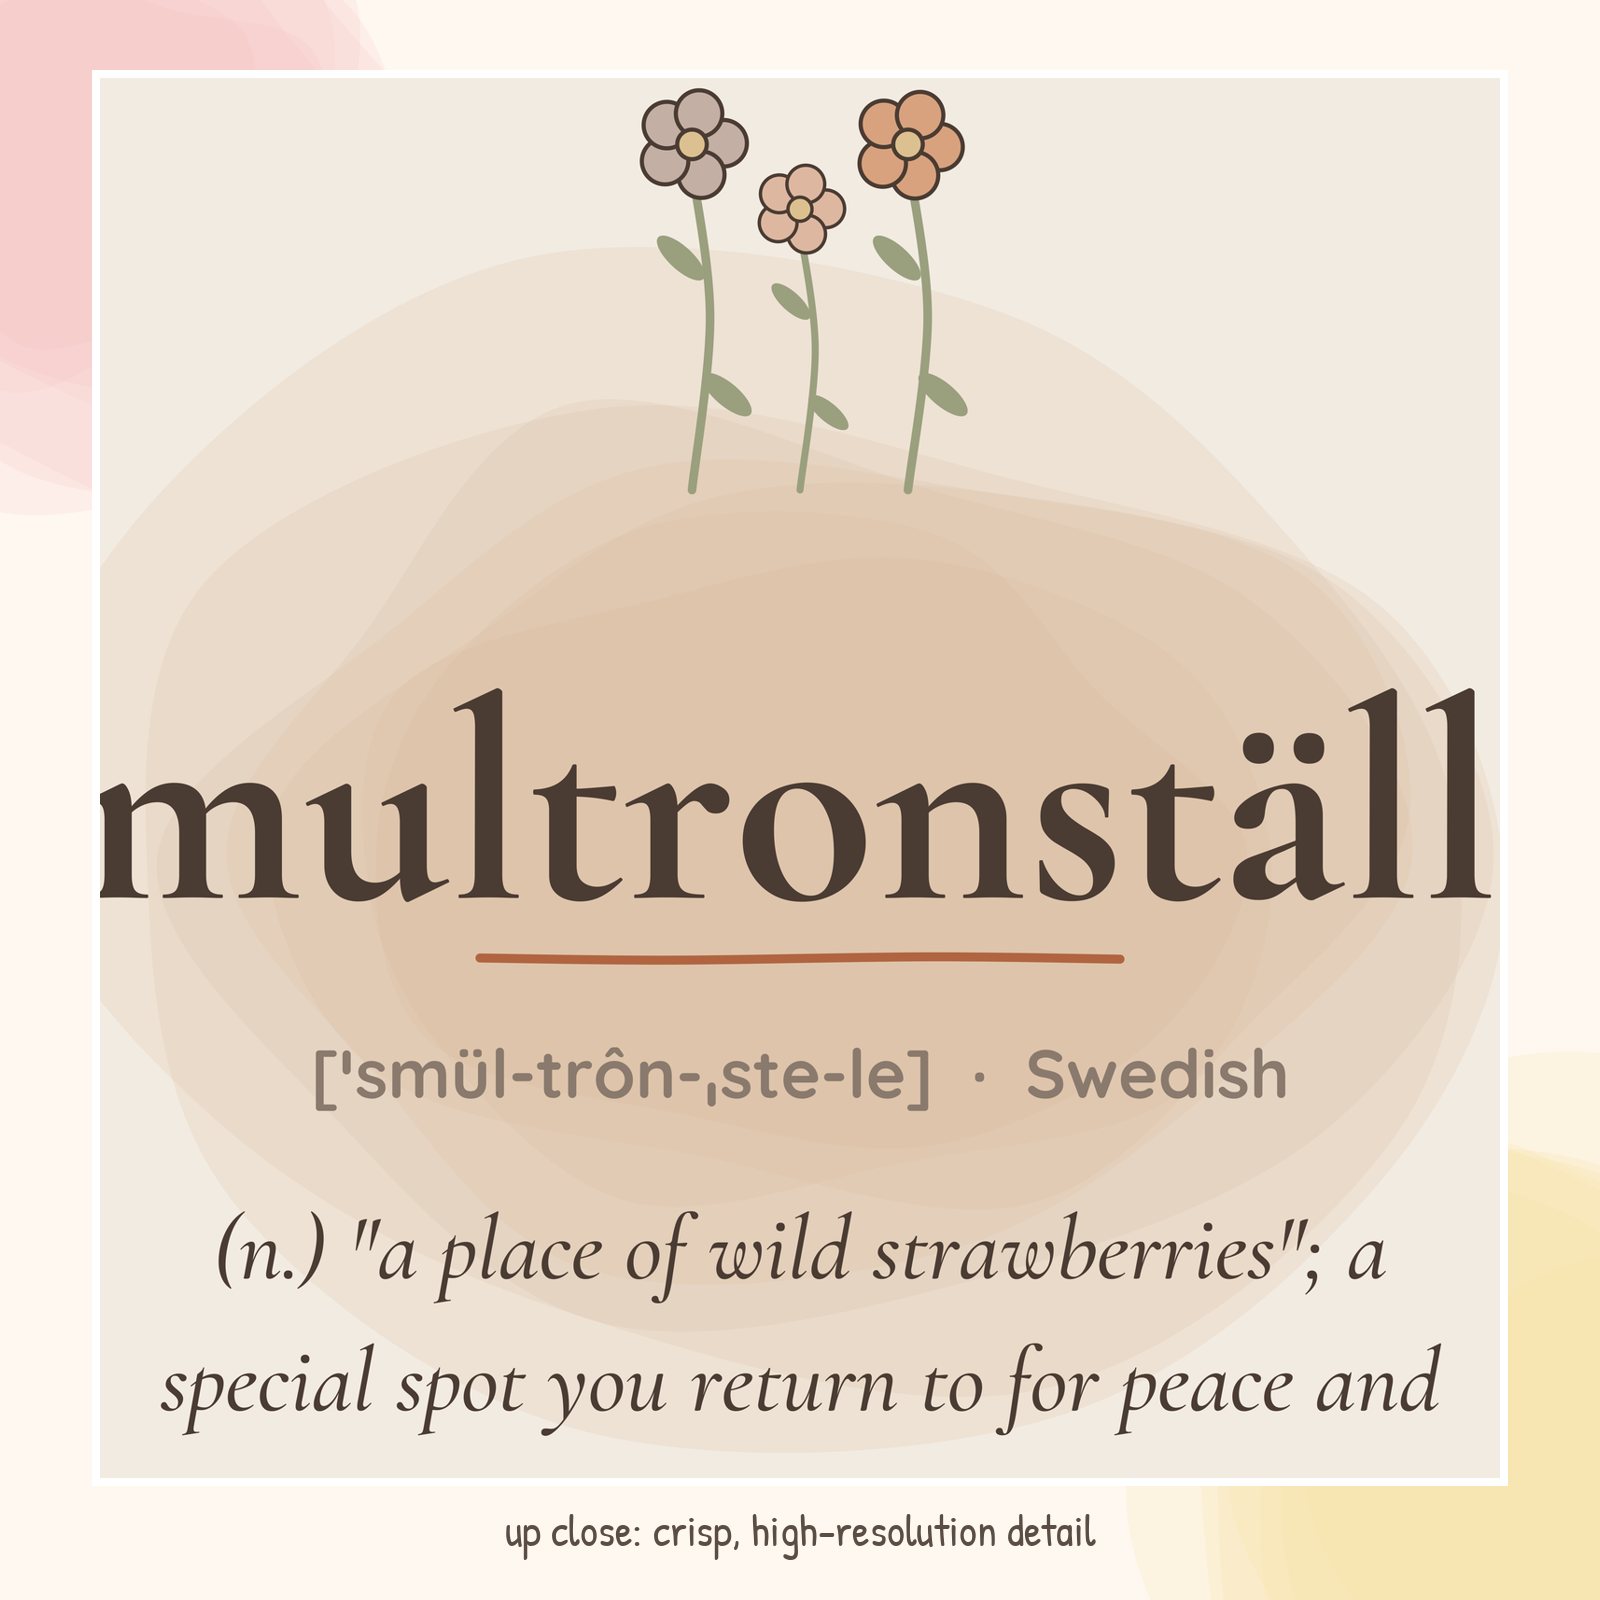 multronställ
['smül-trôn-ˌste-le] · Swedish
(n.) "a place of wild strawberries"; a
special spot you return to for peace and
up close: crisp, high-resolution detail